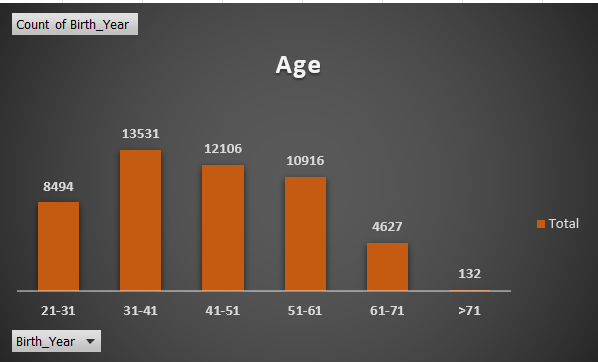 Count of Birth_Year
Age
13531
12106
10916
8494
4627
132
Total
21-31 31-41 41-51 51-61 61-71 >71
Birth_Year